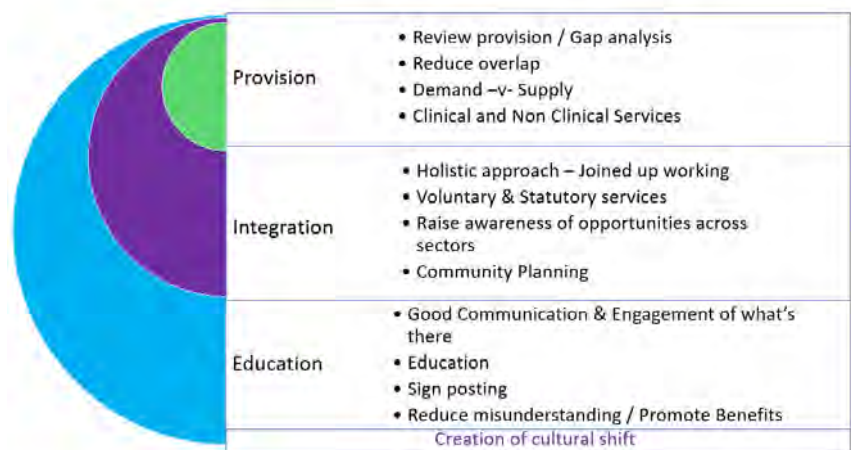 Provision
• Review provision / Gap analysis
• Reduce overlap
• Demand –v- Supply
• Clinical and Non Clinical Services
Integration
• Holistic approach – Joined up working
• Voluntary & Statutory services
• Raise awareness of opportunities across
sectors
• Community Planning
Education
• Good Communication & Engagement of what's
there
• Education
• Sign posting
• Reduce misunderstanding / Promote Benefits
Creation of cultural shift